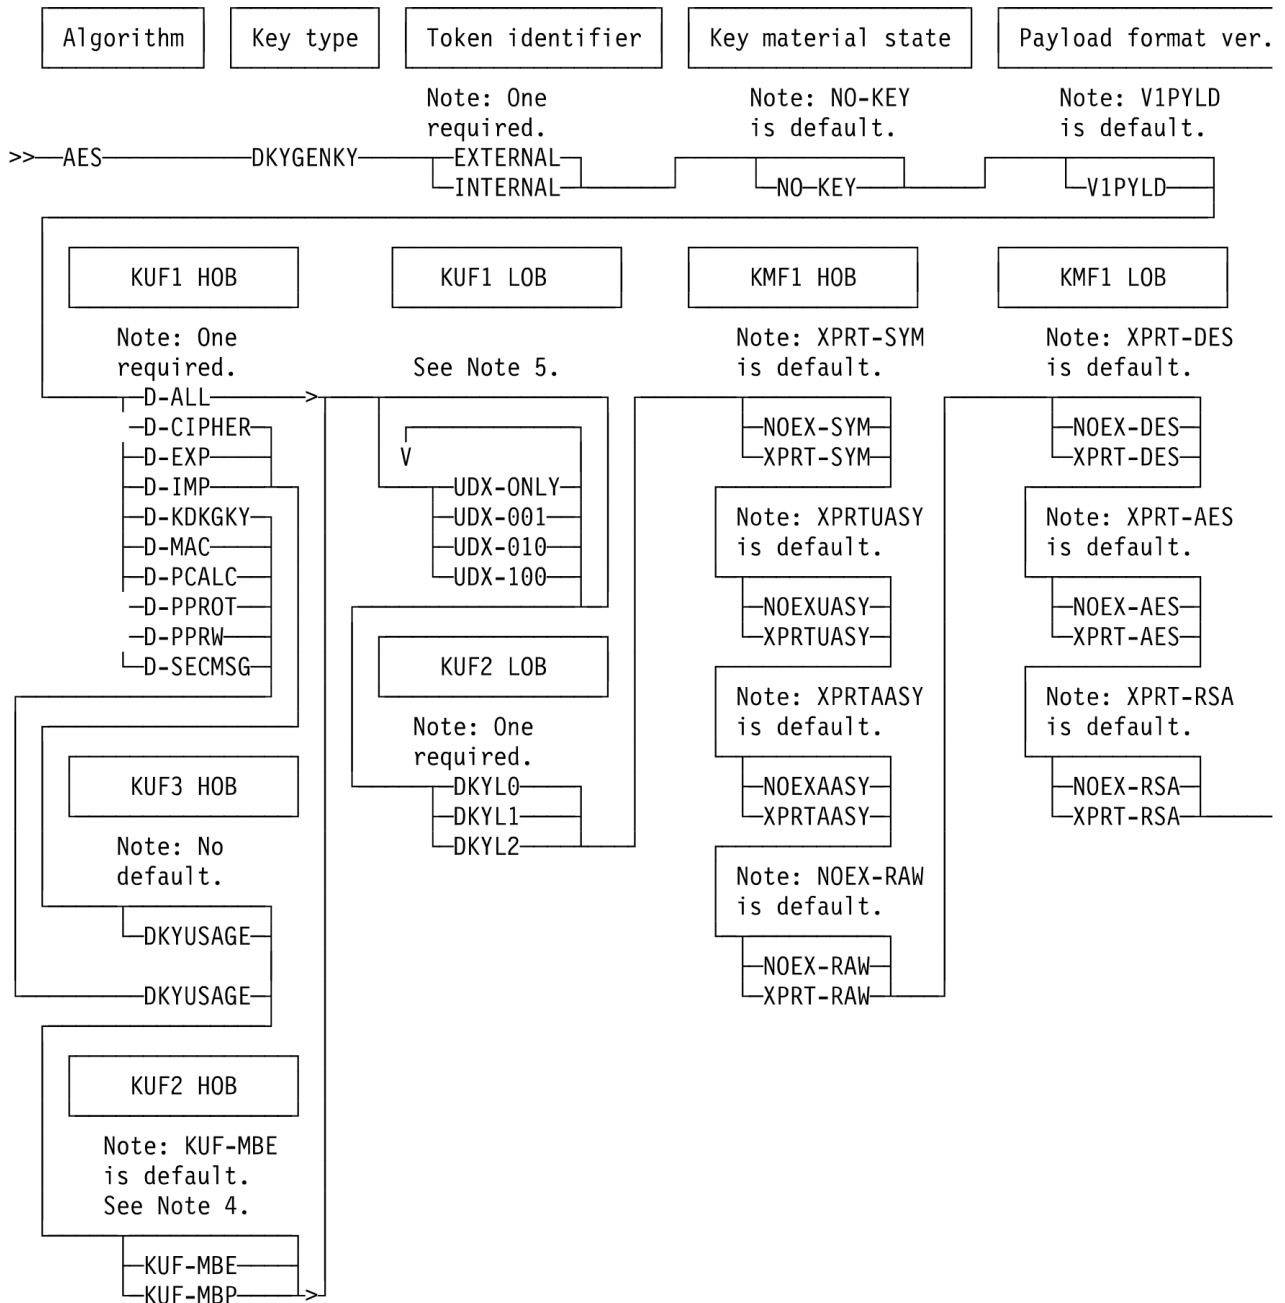 Algorithm Key type Token identifier Key material state Payload format ver.
Note: One Note: NO-KEY Note: V1PYLD
required. is default. is default.
>> AES DKYGENKY EXTERNAL
INTERNAL NO-KEY V1PYLD
KUF1 HOB KUF1 LOB KMF1 HOB KMF1 LOB
Note: One Note: XPRT-SYM Note: XPRT-DES
required. See Note 5. is default. is default.
D-ALL >
D-CIPHER NOEX-SYM NOEX-DES
D-EXP V XPRT-SYM XPRT-DES
D-IMP UDX-ONLY
D-KDKGKY UDX-001 Note: XPRTUASY Note: XPRT-AES
D-MAC UDX-010 is default. is default.
D-PCALC UDX-100
D-PPROT NOEXUASY NOEX-AES
D-PPRW XPRTUASY XPRT-AES
D-SECMSG KUF2 LOB
Note: XPRTAASY Note: XPRT-RSA
Note: One is default. is default.
required.
KUF3 HOB DKYL0 NOEXAASY NOEX-RSA
DKYL1 XPRTAASY XPRT-RSA
Note: No DKYL2
default. Note: NOEX-RAW
is default.
DKYUSAGE
NOEX-RAW
DKYUSAGE XPRT-RAW
KUF2 HOB
Note: KUF-MBE
is default.
See Note 4.
KUF-MBE
KUF-MBP >